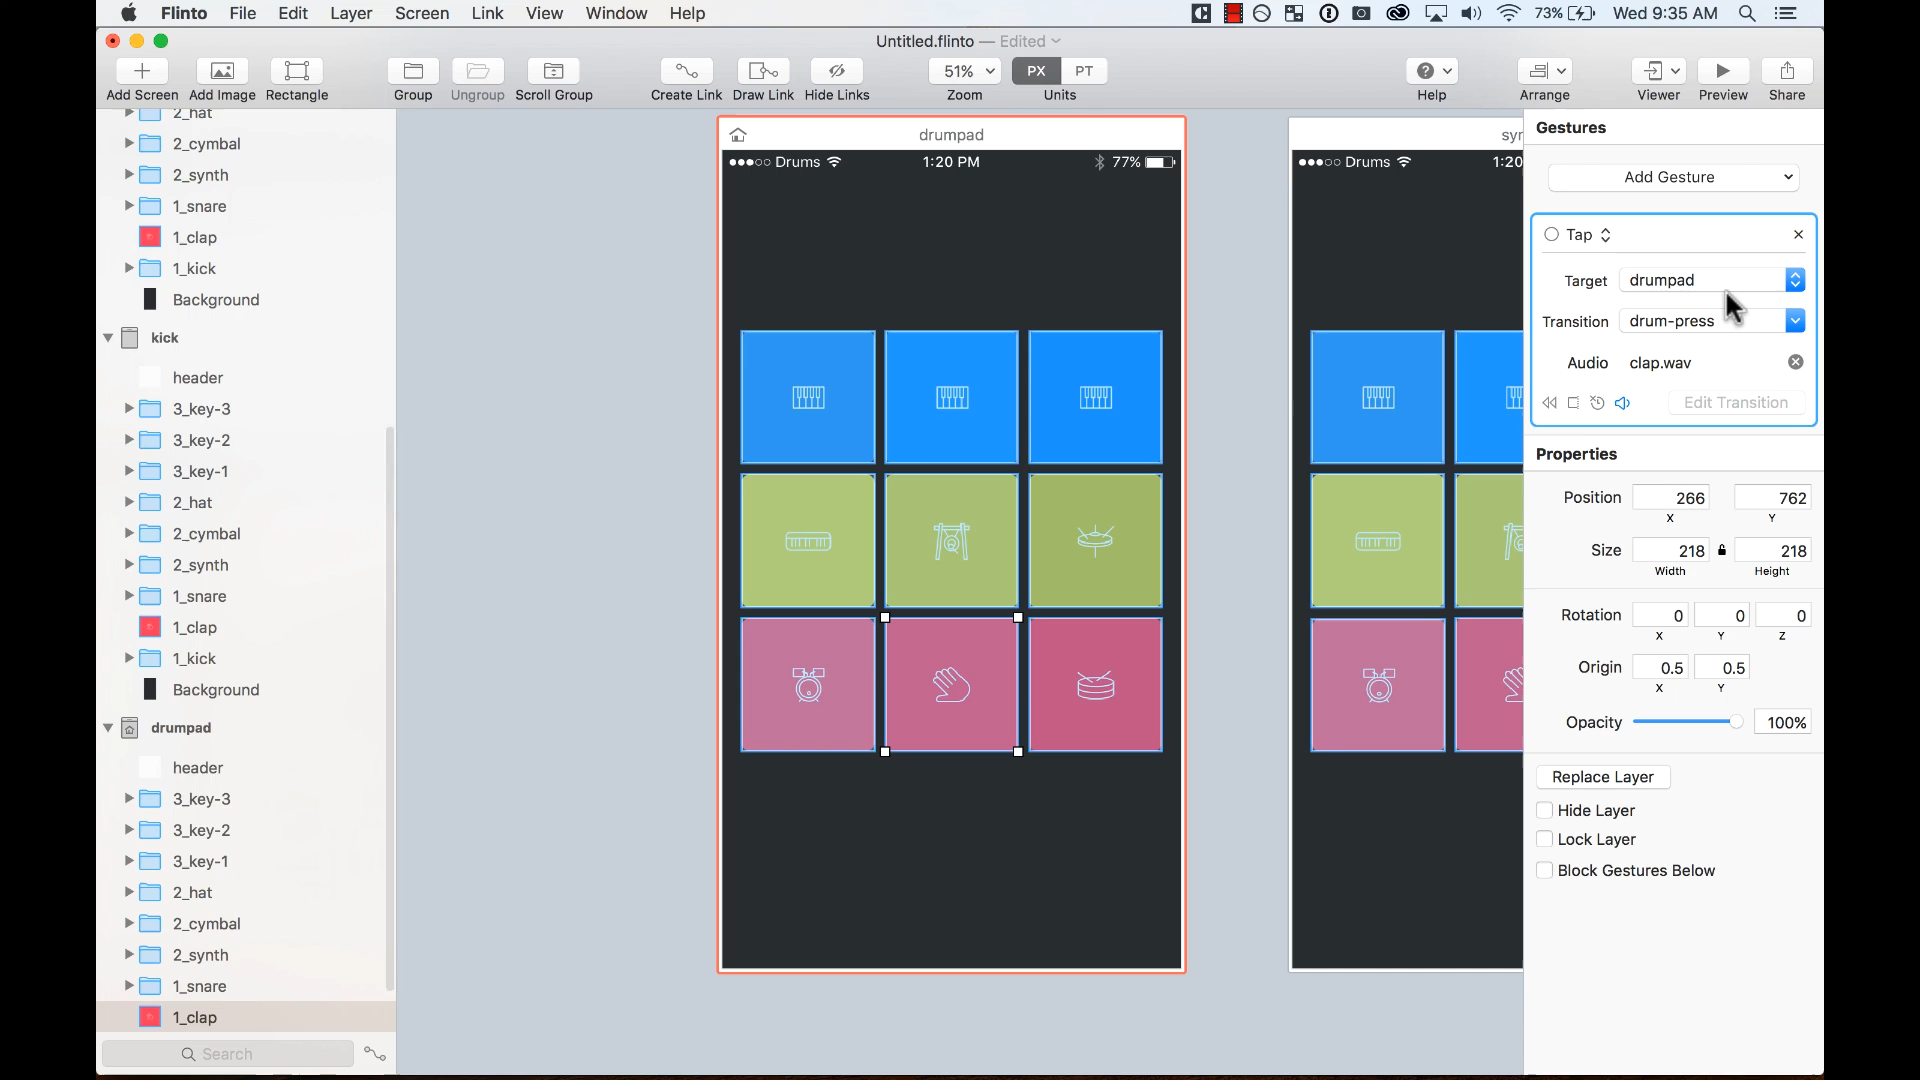 Flinto File Edit Layer Screen Link View Window Help
73% Wed 9:35 AM
Untitled.flinto — Edited
51% PX PT
Add Screen Add Image Rectangle Group Ungroup Scroll Group Create Link Draw Link Hide Links Zoom Units Help Arrange Viewer Preview Share
2_hat
2_cymbal
2_synth
1_snare
1_clap
1_kick
Background
kick
header
3_key-3
3_key-2
3_key-1
2_hat
2_cymbal
2_synth
1_snare
1_clap
1_kick
Background
drumpad
header
3_key-3
3_key-2
3_key-1
2_hat
2_cymbal
2_synth
1_snare
1_clap
Search
drumpad
Drums 1:20 PM 77%
syn
Drums 1:20
Gestures
Add Gesture
Tap
Target drumpad
Transition drum-press
Audio clap.wav
Edit Transition
Properties
Position 266 762
X Y
Size 218 218
Width Height
Rotation 0 0 0
X Y Z
Origin 0.5 0.5
X Y
Opacity 100%
Replace Layer
Hide Layer
Lock Layer
Block Gestures Below